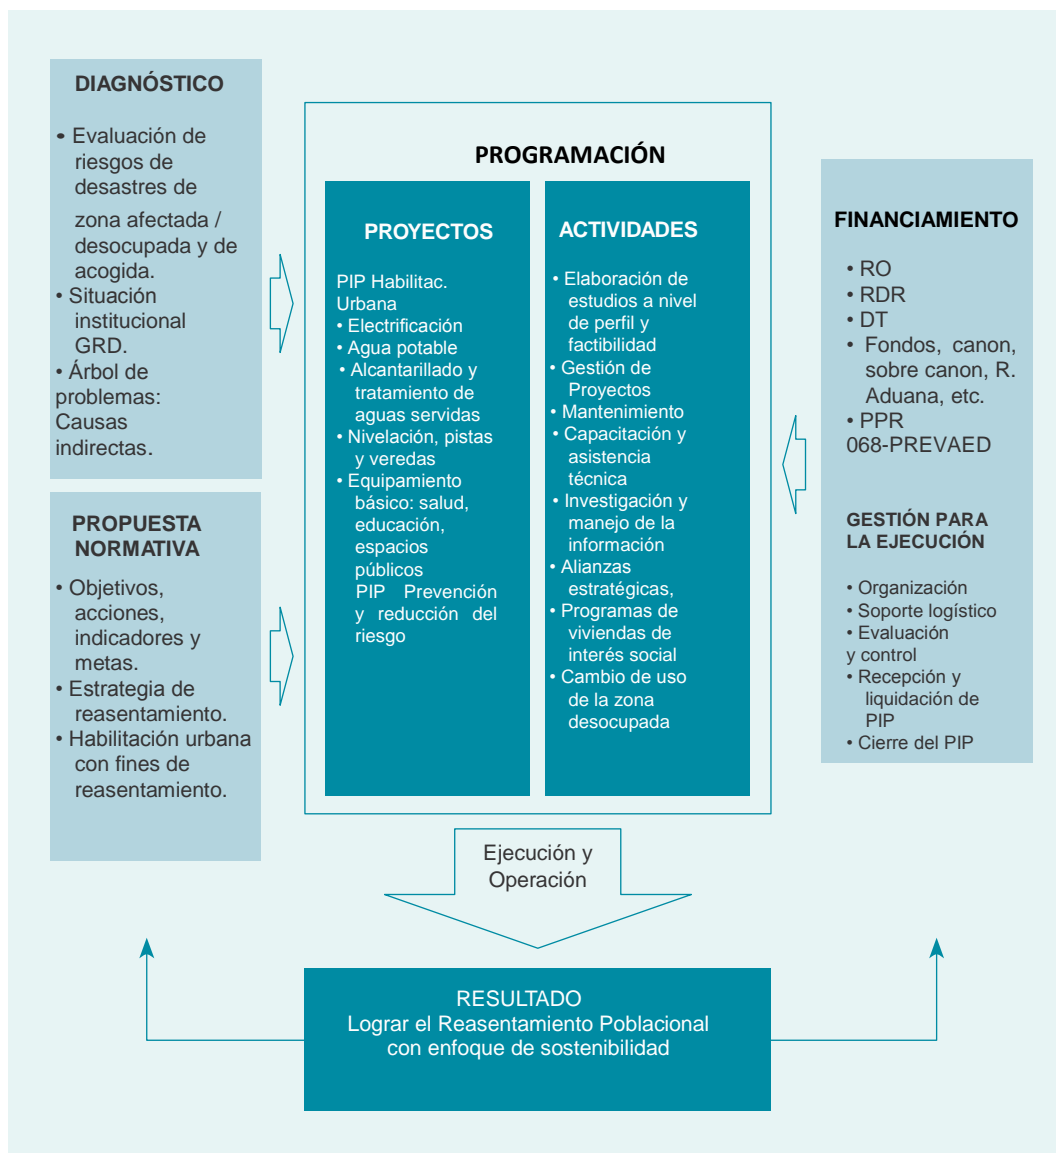 DIAGNÓSTICO
• Evaluación de
riesgos de
desastres de
zona afectada /
desocupada y de
acogida.
• Situación
institucional
GRD.
• Árbol de
problemas:
Causas
indirectas.
PROPUESTA
NORMATIVA
• Objetivos,
acciones,
indicadores y
metas.
• Estrategia de
reasentamiento.
• Habilitación urbana
con fines de
reasentamiento.
PROGRAMACIÓN
PROYECTOS
PIP Habilitac.
Urbana
• Electrificación
• Agua potable
• Alcantarillado y
tratamiento de
aguas servidas
• Nivelación, pistas
y veredas
• Equipamiento
básico: salud,
educación,
espacios
públicos
PIP Prevención
y reducción del
riesgo
ACTIVIDADES
• Elaboración de
estudios a nivel
de perfil y
factibilidad
• Gestión de
Proyectos
• Mantenimiento
• Capacitación y
asistencia
técnica
• Investigación y
manejo de la
información
• Alianzas
estratégicas,
• Programas de
viviendas de
interés social
• Cambio de uso
de la zona
desocupada
FINANCIAMIENTO
• RO
• RDR
• DT
• Fondos, canon,
sobre canon, R.
Aduana, etc.
• PPR
068-PREVAED
GESTIÓN PARA
LA EJECUCIÓN
• Organización
• Soporte logístico
• Evaluación
y control
• Recepción y
liquidación de
PIP
• Cierre del PIP
Ejecución y
Operación
RESULTADO
Lograr el Reasentamiento Poblacional
con enfoque de sostenibilidad